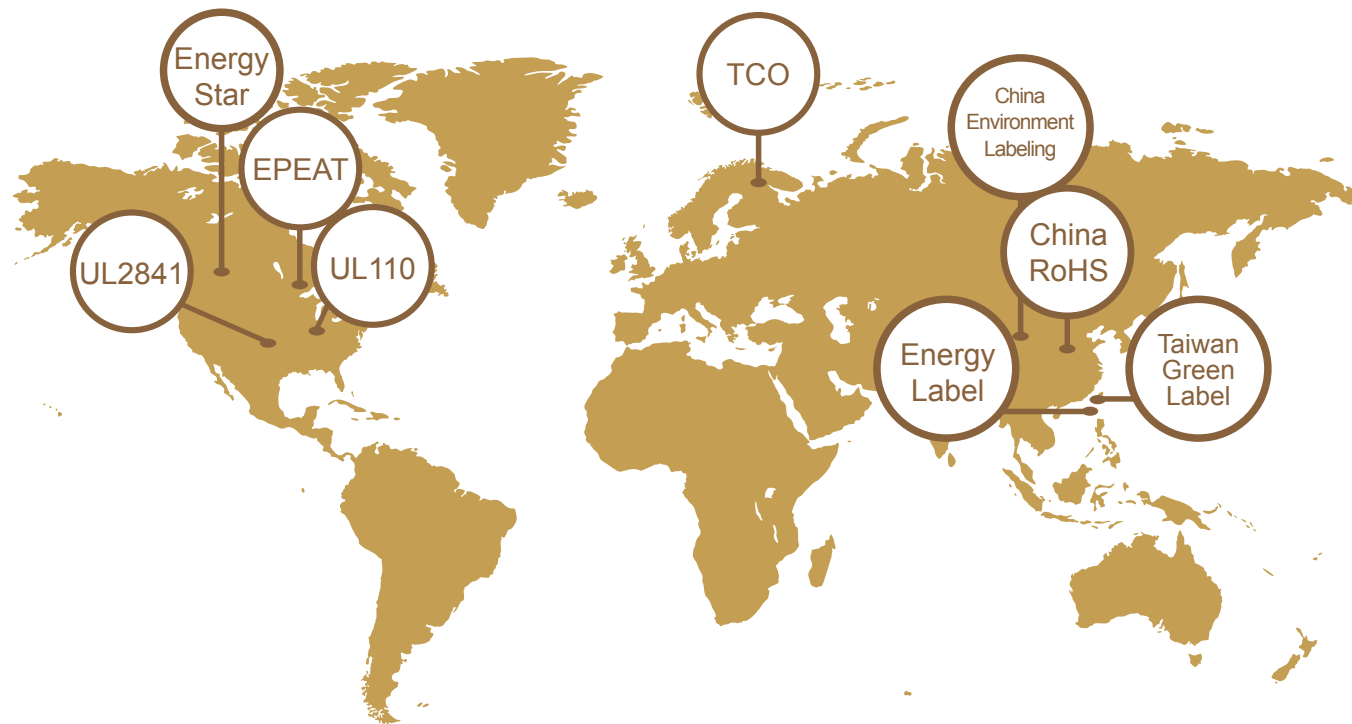 Energy
Star
EPEAT
UL2841
UL110
TCO
China
Environment
Labeling
China
RoHS
Energy
Label
Taiwan
Green
Label